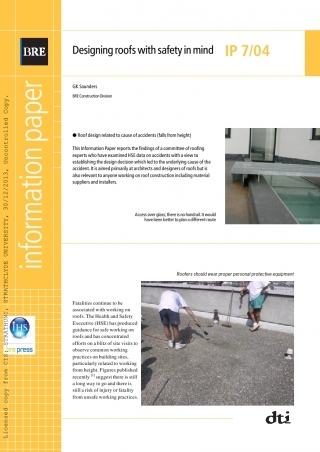 BRE
Designing roofs with safety in mind
IP 7/04
GK Saunders
BRE Construction Division
information paper
● Roof design related to cause of accidents (falls from height)
This Information Paper reports the findings of a committee of roofing
experts who have examined HSE data on accidents with a view to
establishing the design decision which led to the underlying cause of the
accident. It is aimed primarily at architects and designers of roofs but is
also relevant to anyone working on roof construction including material
suppliers and installers.
Access over glass, there is no handrail. It would
have been better to plan a different route
Roofers should wear proper personal protective equipment
Fatalities continue to be
associated with working on
roofs. The Health and Safety
Executive (HSE) has produced
guidance for safe working on
roofs and has concentrated
efforts on a blitz of site visits to
observe common working
practices on building sites,
particularly related to working
from height. Figures published
recently [1] suggest there is still
a long way to go and there is
still a risk of injury or fatality
from unsafe working practices.
IHS
press
dti
Licensed copy from CIS: STRATHCLYDE UNIVERSITY, 30/12/2013, Uncontrolled Copy.